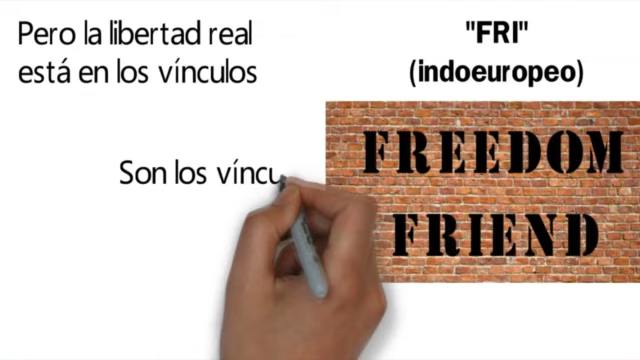 Pero la libertad real
está en los vínculos
Son los víncu
"FRI"
(indoeuropeo)
FREEDOM
FRIEND